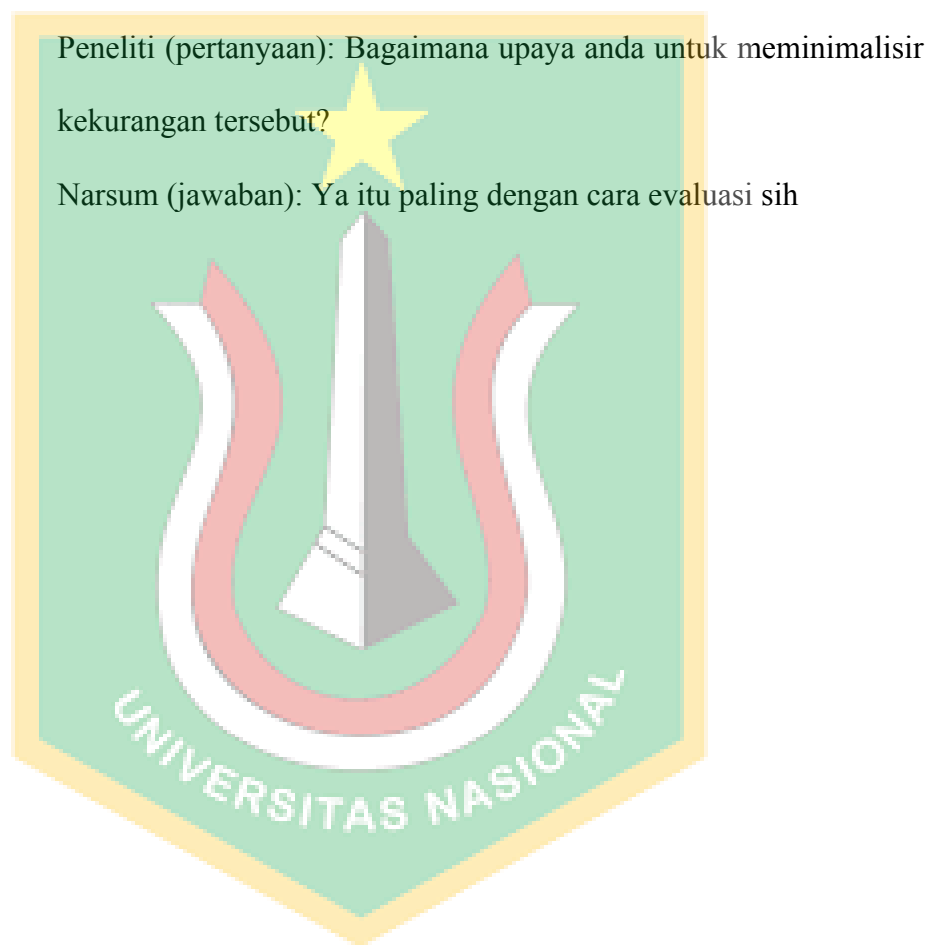 Peneliti (pertanyaan): Bagaimana upaya anda untuk meminimalisir
kekurangan tersebut?
Narsum (jawaban): Ya itu paling dengan cara evaluasi sih
UNIVERSITAS NASIONAL